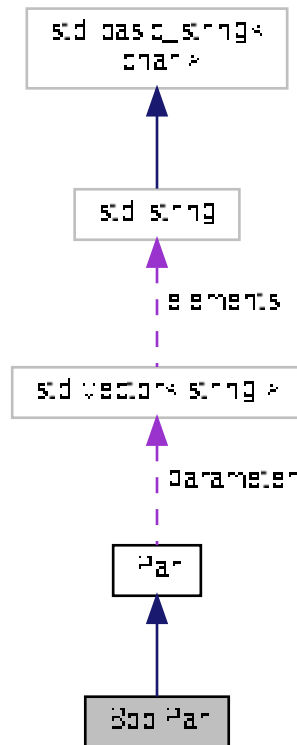 std::basic_string<
char >
std::string
elements
std::vector< string >
parameter
Par
BoolPar